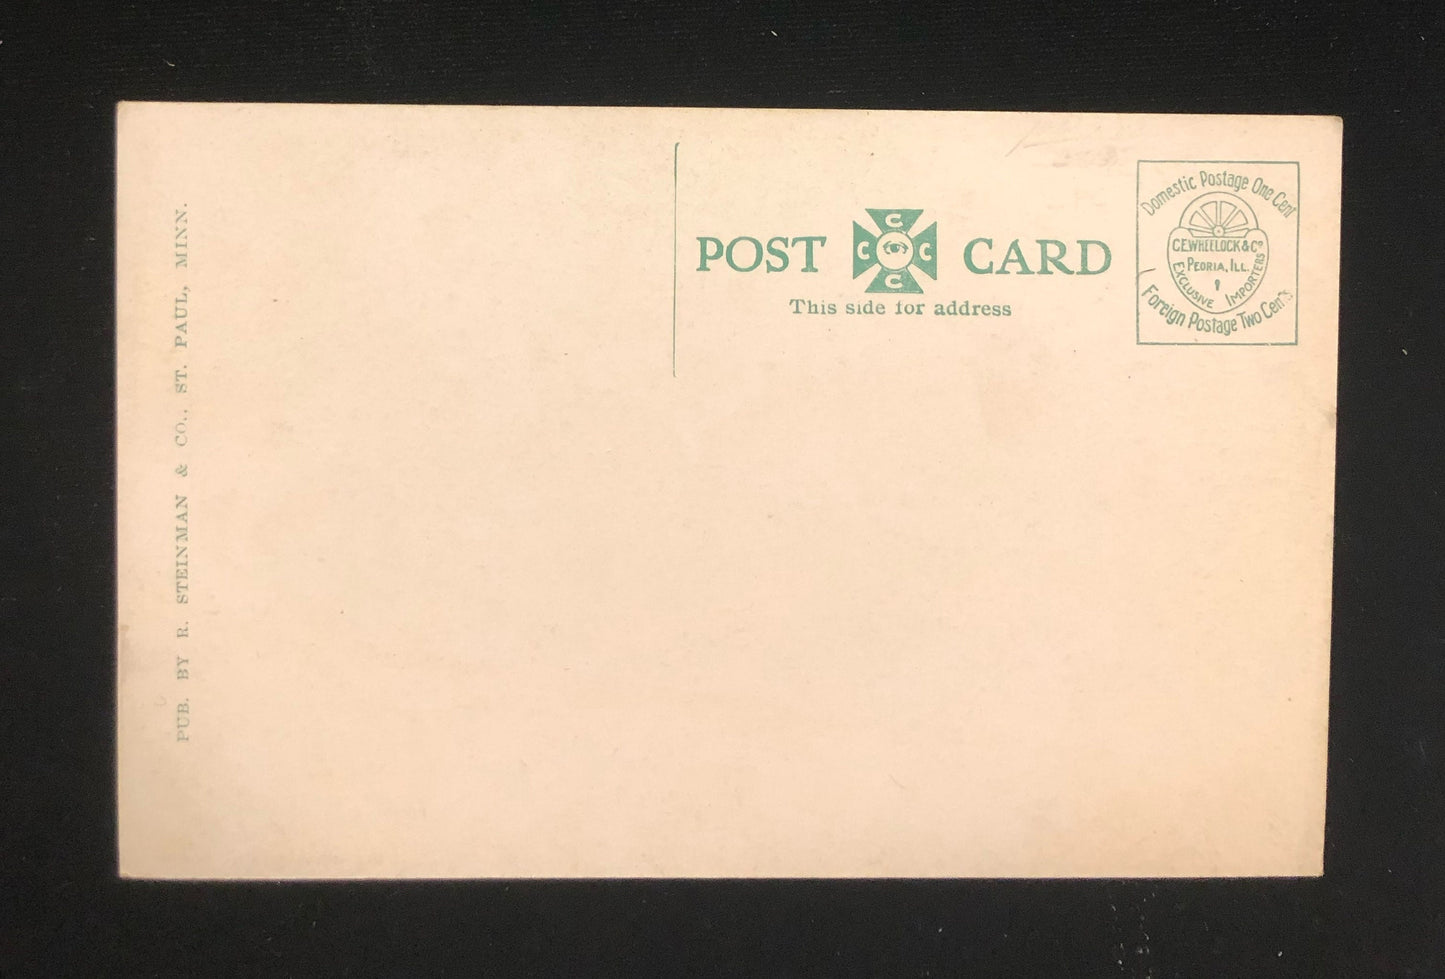 PUB. BY R. STEINMAN & CO., ST. PAUL, MINN.
POST CARD
C
C C
C
This side for address
Domestic Postage One Cent
C.E. WHEELOCK & Co
PEORIA, ILL.
EXCLUSIVE IMPORTERS
Foreign Postage Two Cents